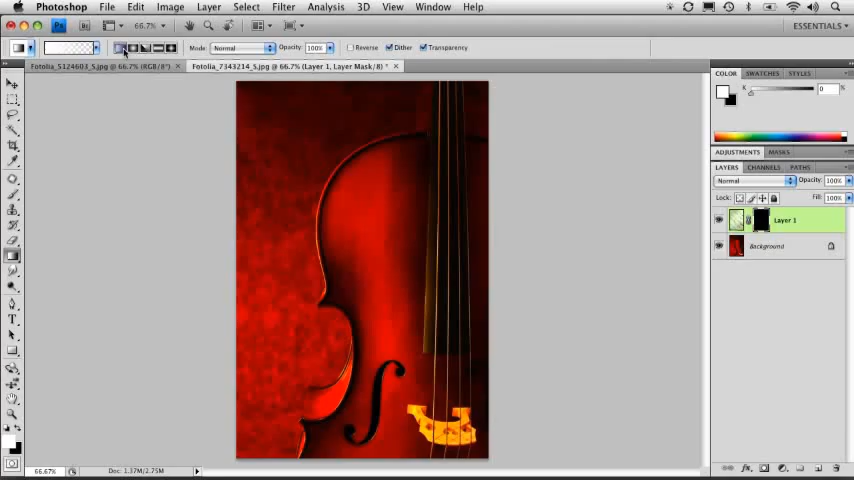 File Edit Image Layer Select Filter Analysis 3D View Window Help
Ps Br 66.7% ESSENTIALS
Mode: Normal Opacity: 100% Reverse Dither Transparency
Fotolia_5124603_S.jpg @ 66.7% (RGB/8*) × Fotolia_7343214_S.jpg @ 66.7% (Layer 1, Layer Mask/8) * ×
COLOR SWATCHES STYLES
K 0 %
ADJUSTMENTS MASKS
LAYERS CHANNELS PATHS
Normal Opacity: 100%
Lock: Fill: 100%
Layer 1
Background
66.67% Doc: 1.37M/2.75M